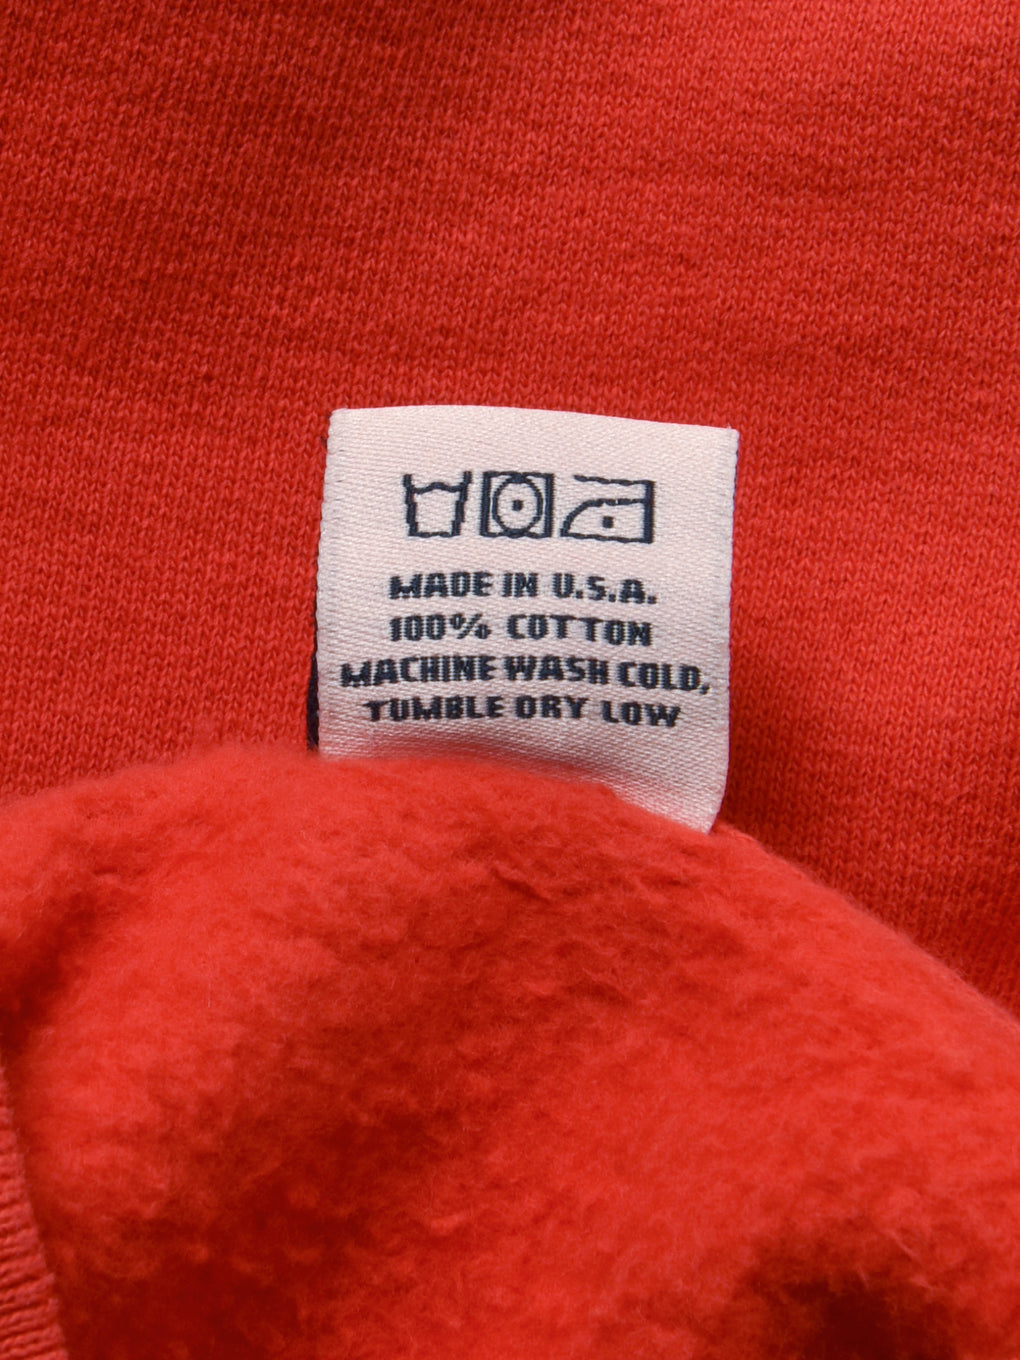 MADE IN U.S.A.
100% COTTON
MACHINE WASH COLD,
TUMBLE DRY LOW